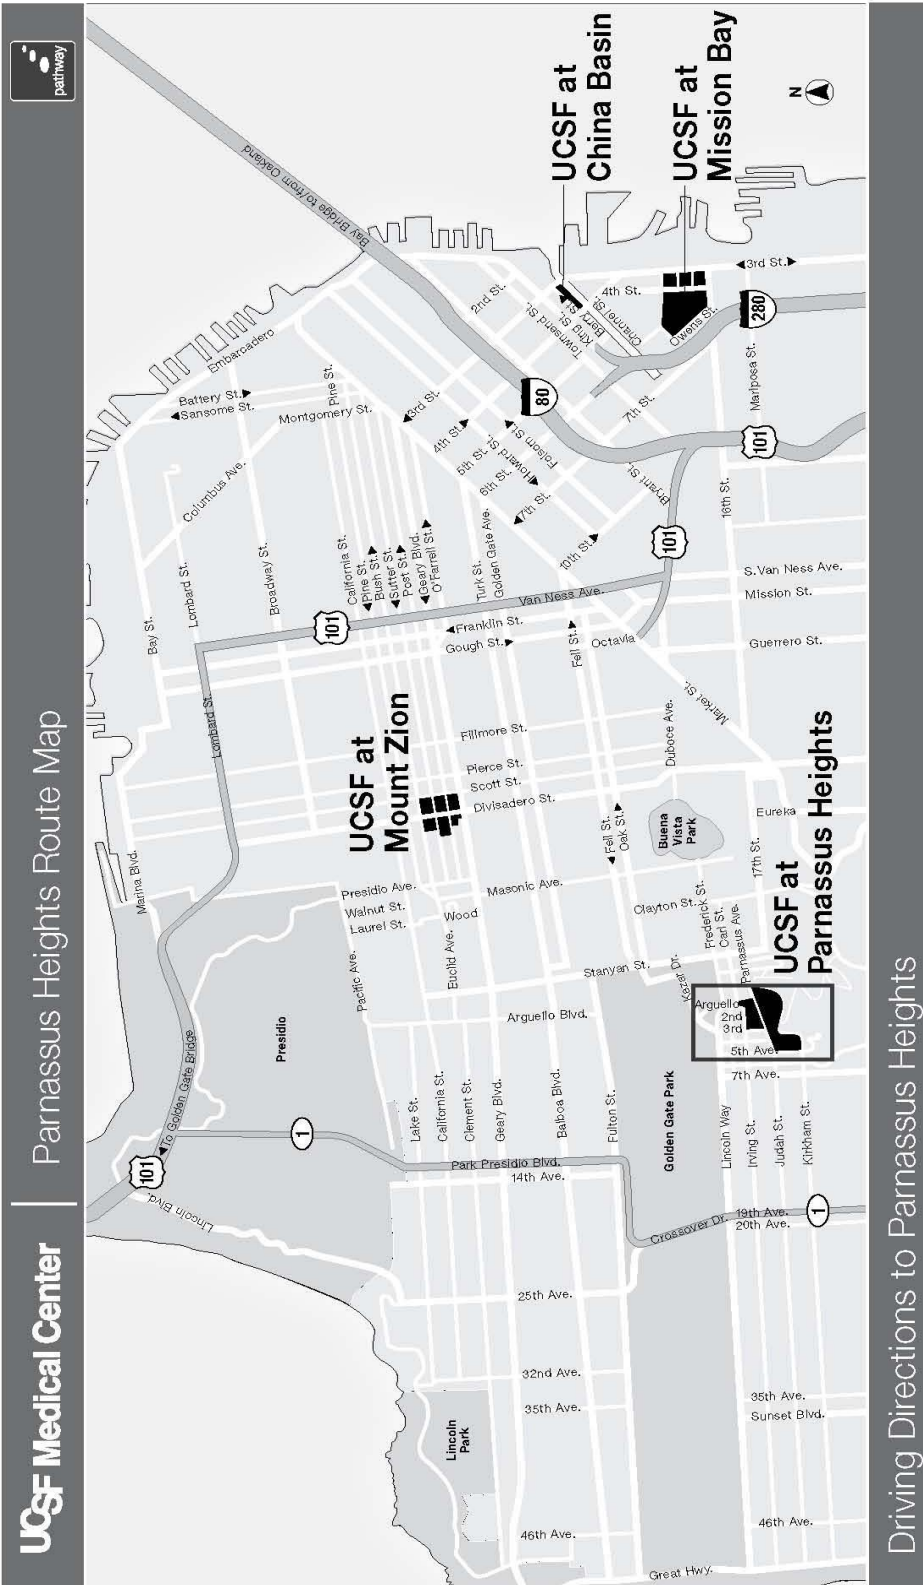 UCSF Medical Center
Parnassus Heights Route Map
pathway
Bay Bridge to/from Oakland
UCSF at
China Basin
UCSF at
Mission Bay
N
3rd St.
4th St.
280
Owens St.
Channel St.
Berry St.
King St.
Townsend St.
2nd St.
Embarcadero
Battery St.
Sansome St.
Pine St.
Montgomery St.
3rd St.
80
4th St.
5th St.
6th St.
Howard St.
Folsom St.
7th St.
7th St.
Mariposa St.
101
Bryant St.
16th St.
10th St.
101
Columbus Ave.
Lombard St.
Bay St.
Broadway St.
California St.
Pine St.
Bush St.
Sutter St.
Post St.
Geary Blvd.
O'Farrell St.
Turk St.
Golden Gate Ave.
Van Ness Ave.
S.Van Ness Ave.
Mission St.
101
Franklin St.
Gough St.
Fell St.
Octavia
Guerrero St.
Market St.
Lombard St.
UCSF at
Mount Zion
Fillmore St.
Pierce St.
Scott St.
Divisadero St.
Duboce Ave.
Fell St.
Oak St.
Buena
Vista
Park
Eureka
17th St.
UCSF at
Parnassus Heights
Marina Blvd.
Presidio Ave.
Walnut St.
Laurel St.
Wood
Masonic Ave.
Clayton St.
Frederick St.
Carl St.
Parnassus Ave.
Pacific Ave.
Euclid Ave.
Stanyan St.
Kezar Dr.
Arguello Blvd.
Arguello
2nd
3rd
5th Ave.
7th Ave.
Presidio
To Golden Gate Bridge
101
1
Lincoln Blvd.
Lake St.
California St.
Clement St.
Geary Blvd.
Balboa Blvd.
Fulton St.
Golden Gate Park
Lincoln Way
Irving St.
Judah St.
Kirkham St.
Park Presidio Blvd.
14th Ave.
Crossover Dr.
19th Ave.
20th Ave.
1
25th Ave.
32nd Ave.
35th Ave.
35th Ave.
Sunset Blvd.
Lincoln
Park
46th Ave.
46th Ave.
Great Hwy.
Driving Directions to Parnassus Heights